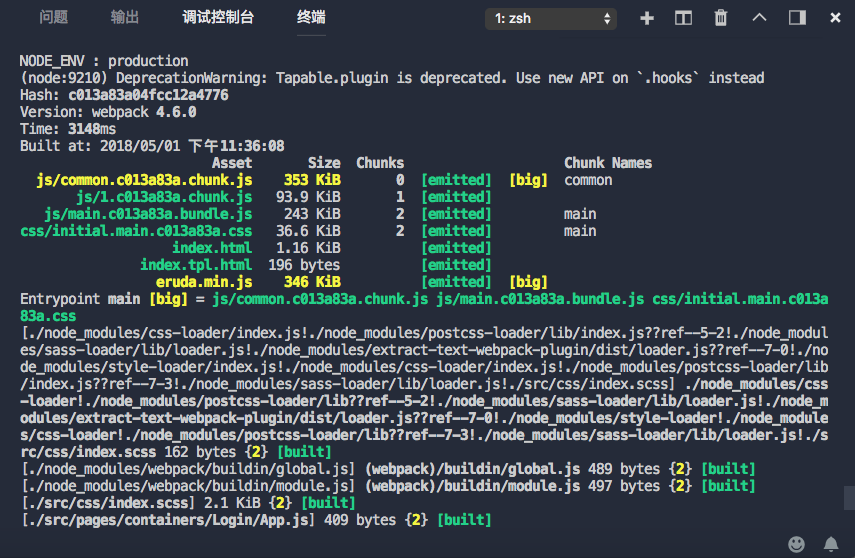 问题 输出 调试控制台 终端 1: zsh
NODE_ENV : production
(node:9210) DeprecationWarning: Tapable.plugin is deprecated. Use new API on `.hooks` instead
Hash: c013a83a04fcc12a4776
Version: webpack 4.6.0
Time: 3148ms
Built at: 2018/05/01 下午11:36:08
Asset Size Chunks Chunk Names
js/common.c013a83a.chunk.js 353 KiB 0 [emitted] [big] common
js/1.c013a83a.chunk.js 93.9 KiB 1 [emitted]
js/main.c013a83a.bundle.js 243 KiB 2 [emitted] main
css/initial.main.c013a83a.css 36.6 KiB 2 [emitted] main
index.html 1.16 KiB [emitted]
index.tpl.html 196 bytes [emitted]
eruda.min.js 346 KiB [emitted] [big]
Entrypoint main [big] = js/common.c013a83a.chunk.js js/main.c013a83a.bundle.js css/initial.main.c013a
83a.css
[./node_modules/css-loader/index.js!./node_modules/postcss-loader/lib/index.js??ref--5-2!./node_modul
es/sass-loader/lib/loader.js!./node_modules/extract-text-webpack-plugin/dist/loader.js??ref--7-0!./no
de_modules/style-loader/index.js!./node_modules/css-loader/index.js!./node_modules/postcss-loader/lib
/index.js??ref--7-3!./node_modules/sass-loader/lib/loader.js!./src/css/index.scss] ./node_modules/css
-loader!./node_modules/postcss-loader/lib??ref--5-2!./node_modules/sass-loader/lib/loader.js!./node_m
odules/extract-text-webpack-plugin/dist/loader.js??ref--7-0!./node_modules/style-loader!./node_module
s/css-loader!./node_modules/postcss-loader/lib??ref--7-3!./node_modules/sass-loader/lib/loader.js!./s
rc/css/index.scss 162 bytes {2} [built]
[./node_modules/webpack/buildin/global.js] (webpack)/buildin/global.js 489 bytes {2} [built]
[./node_modules/webpack/buildin/module.js] (webpack)/buildin/module.js 497 bytes {2} [built]
[./src/css/index.scss] 2.1 KiB {2} [built]
[./src/pages/containers/Login/App.js] 409 bytes {2} [built]